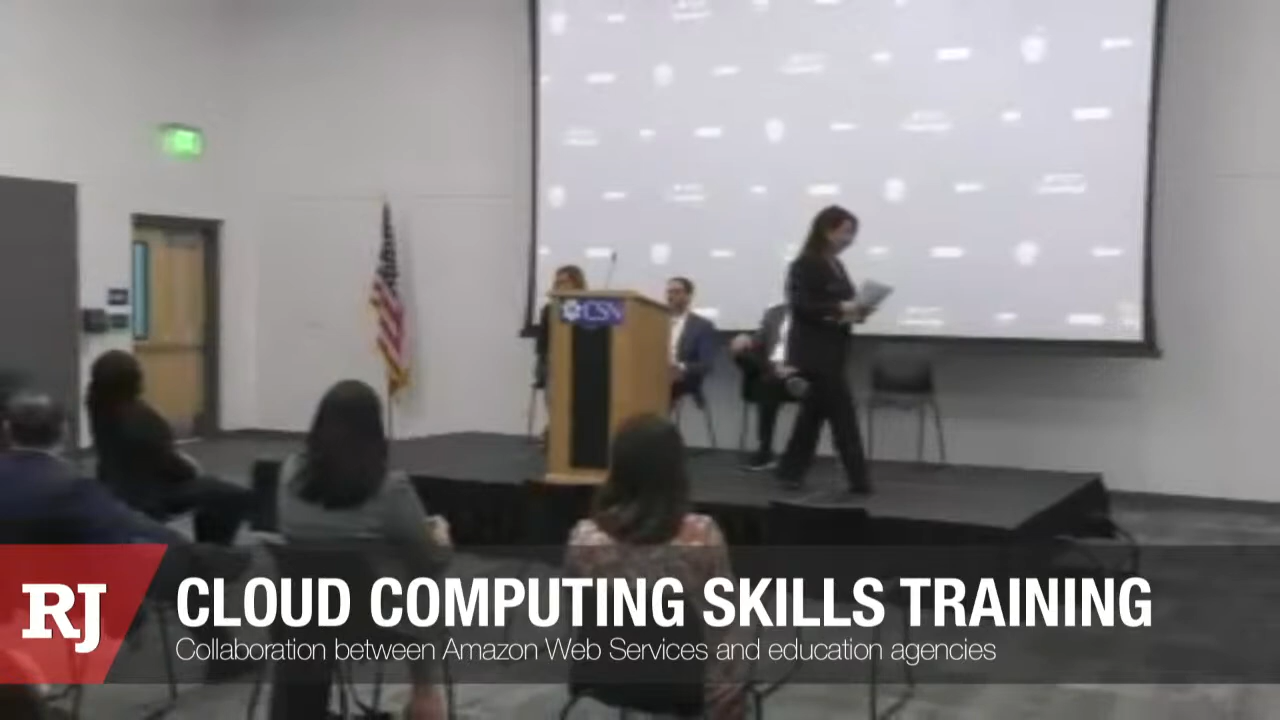 CSN
RJ
CLOUD COMPUTING SKILLS TRAINING
Collaboration between Amazon Web Services and education agencies